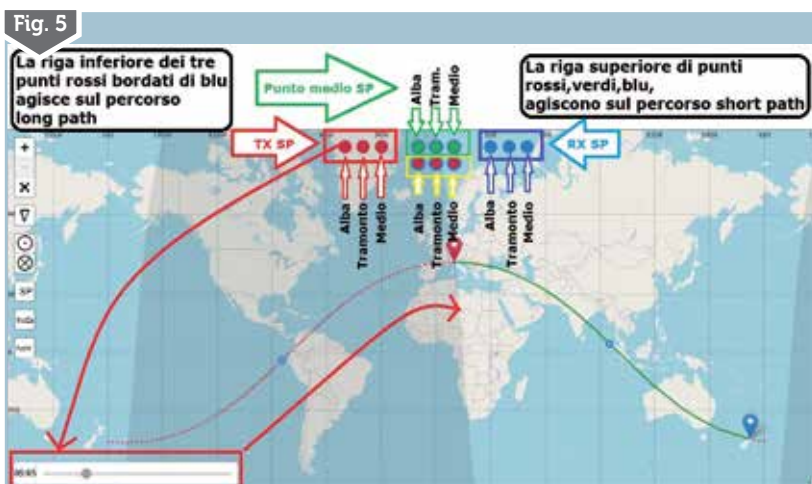 Fig. 5
La riga inferiore dei tre
punti rossi bordati di blu
agisce sul percorso
long path
Punto medio SP
Alba
Tram.
Medio
La riga superiore di punti
rossi,verdi,blu,
agiscono sul percorso short path
TX SP
RX SP
Alba
Tramonto
Medio
Alba
Tramonto
Medio
Alba
Tramonto
Medio
+
SP